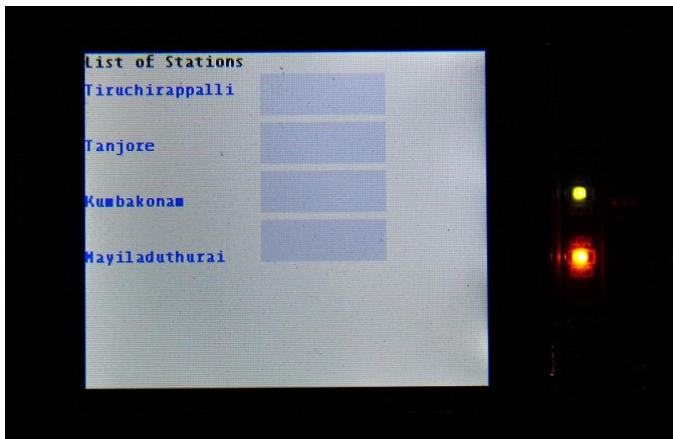 List of Stations
Tiruchirappalli
Tanjore
Kumbakonam
Mayiladuthurai